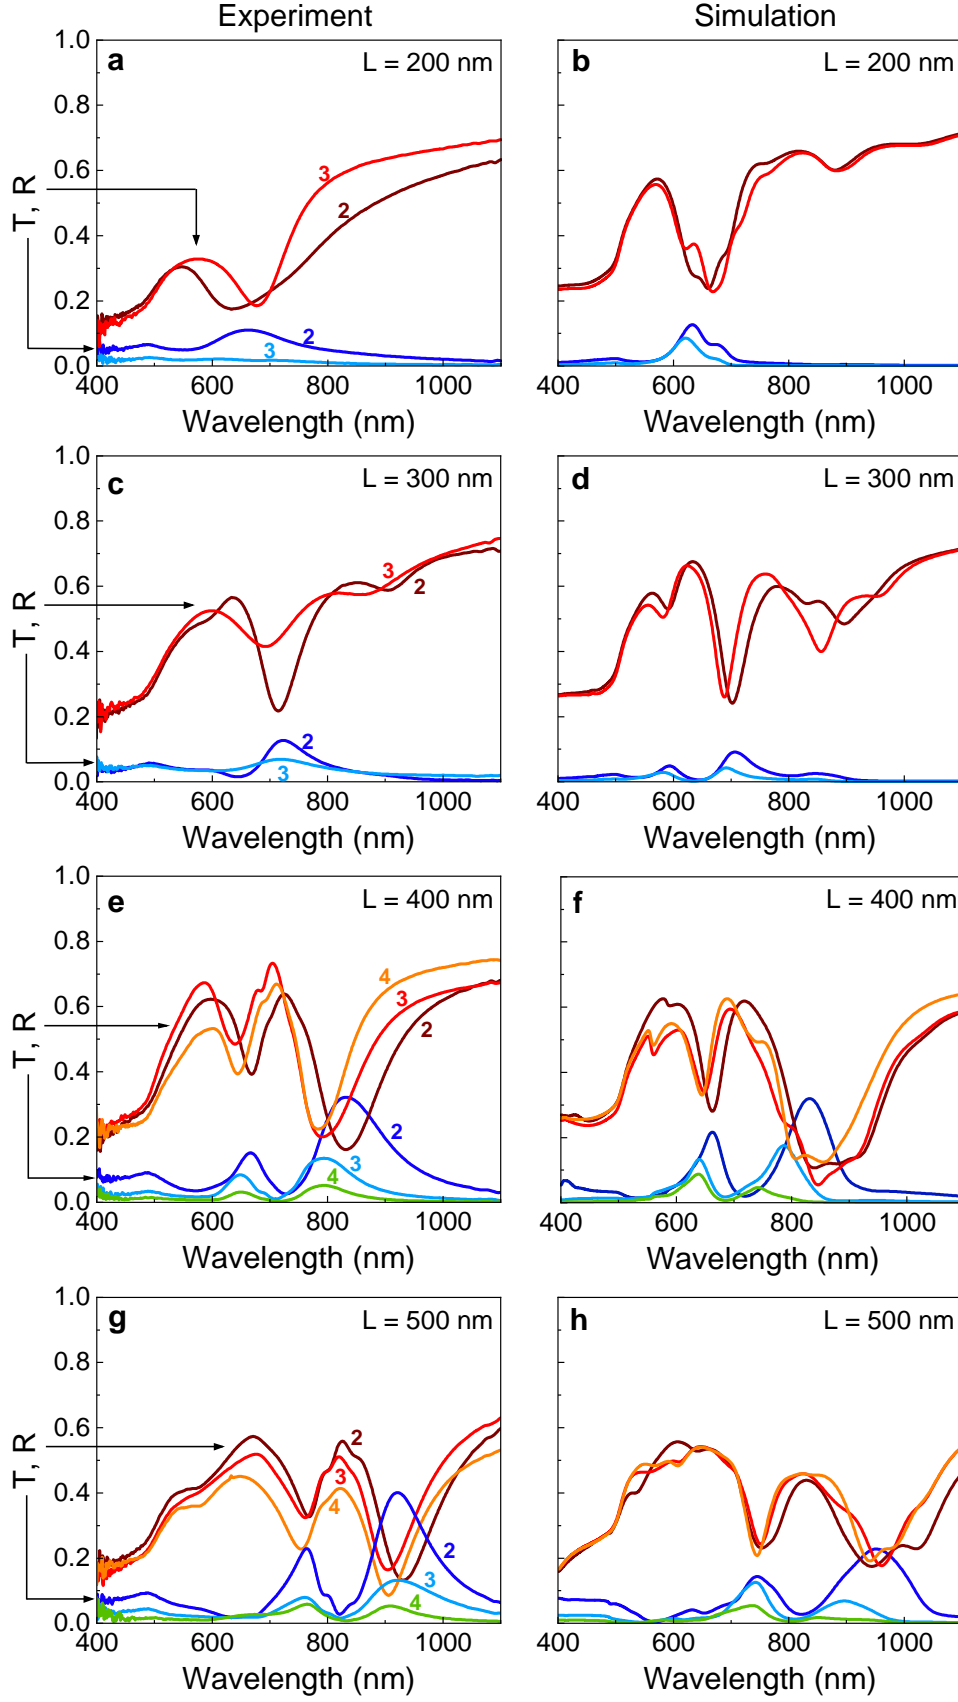 Experiment
Simulation
a
L = 200 nm
b
L = 200 nm
1.0
0.8
0.6
0.4
0.2
0.0
T, R
3
2
2
3
400 600 800 1000
400 600 800 1000
Wavelength (nm)
Wavelength (nm)
c
L = 300 nm
d
L = 300 nm
1.0
0.8
0.6
0.4
0.2
0.0
T, R
3
2
2
3
400 600 800 1000
400 600 800 1000
Wavelength (nm)
Wavelength (nm)
e
L = 400 nm
f
L = 400 nm
1.0
0.8
0.6
0.4
0.2
0.0
T, R
4
3
2
2
3
4
400 600 800 1000
400 600 800 1000
Wavelength (nm)
Wavelength (nm)
g
L = 500 nm
h
L = 500 nm
1.0
0.8
0.6
0.4
0.2
0.0
T, R
2
3
4
2
3
4
400 600 800 1000
400 600 800 1000
Wavelength (nm)
Wavelength (nm)